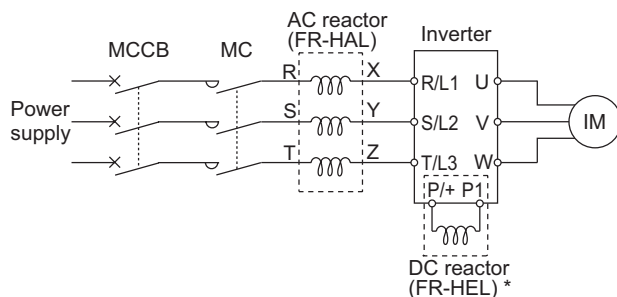 AC reactor
(FR-HAL)
Inverter
MCCB
MC
R
X
R/L1
U
Power
supply
S
Y
S/L2
V
IM
T
Z
T/L3
W
P/+ P1
DC reactor
(FR-HEL) *